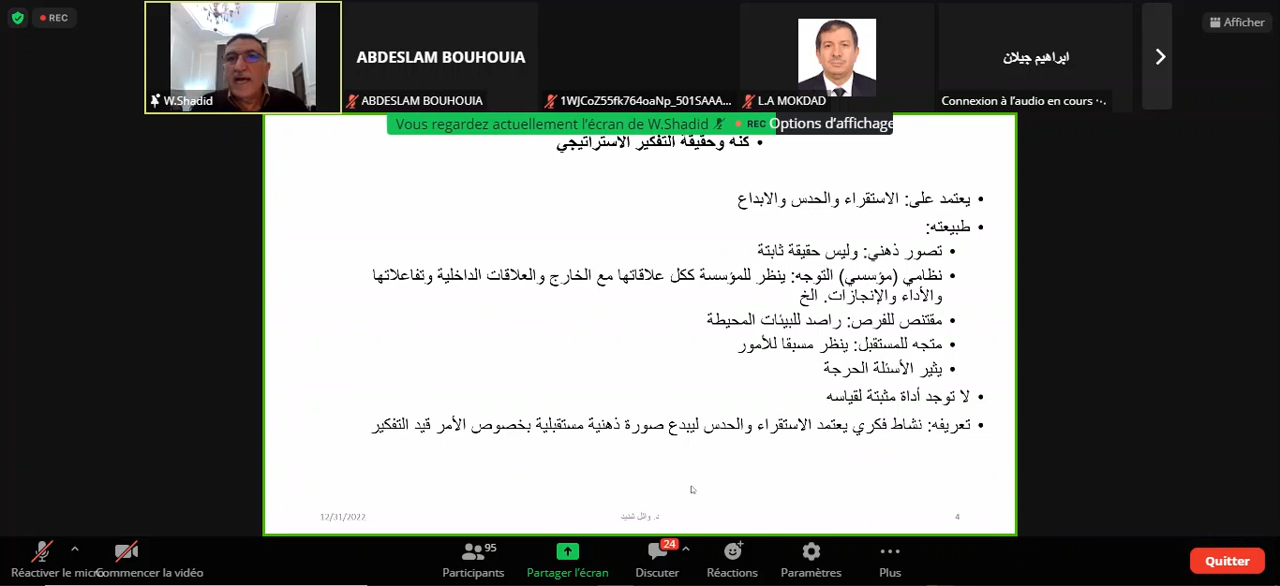 REC
Afficher
ABDESLAM BOUHOUIA
ابراهيم جيلان
W.Shadid
ABDESLAM BOUHOUIA
1WJCoZ55fk764oaNp_501SAAA...
L.A MOKDAD
Connexion à l'audio en cours ...
Vous regardez actuellement l'écran de W.Shadid
REC
Options d'affichage
• كنه وحقيقة التفكير الاستراتيجي
• يعتمد على: الاستقراء والحدس والابداع
• طبيعته:
• تصور ذهني: وليس حقيقة ثابتة
• نظامي (مؤسسي) التوجه: ينظر للمؤسسة ككل علاقاتها مع الخارج والعلاقات الداخلية وتفاعلاتها
والأداء والإنجازات. الخ
• مقتنص للفرص: راصد للبيئات المحيطة
• متجه للمستقبل: ينظر مسبقا للأمور
• يثير الأسئلة الحرجة
• لا توجد أداة مثبتة لقياسه
• تعريفه: نشاط فكري يعتمد الاستقراء والحدس ليبدع صورة ذهنية مستقبلية بخصوص الأمر قيد التفكير
12/31/2022
د. وائل شديد
4
95
24
Réactiver le micro
Commencer la vidéo
Participants
Partager l'écran
Discuter
Réactions
Paramètres
Plus
Quitter